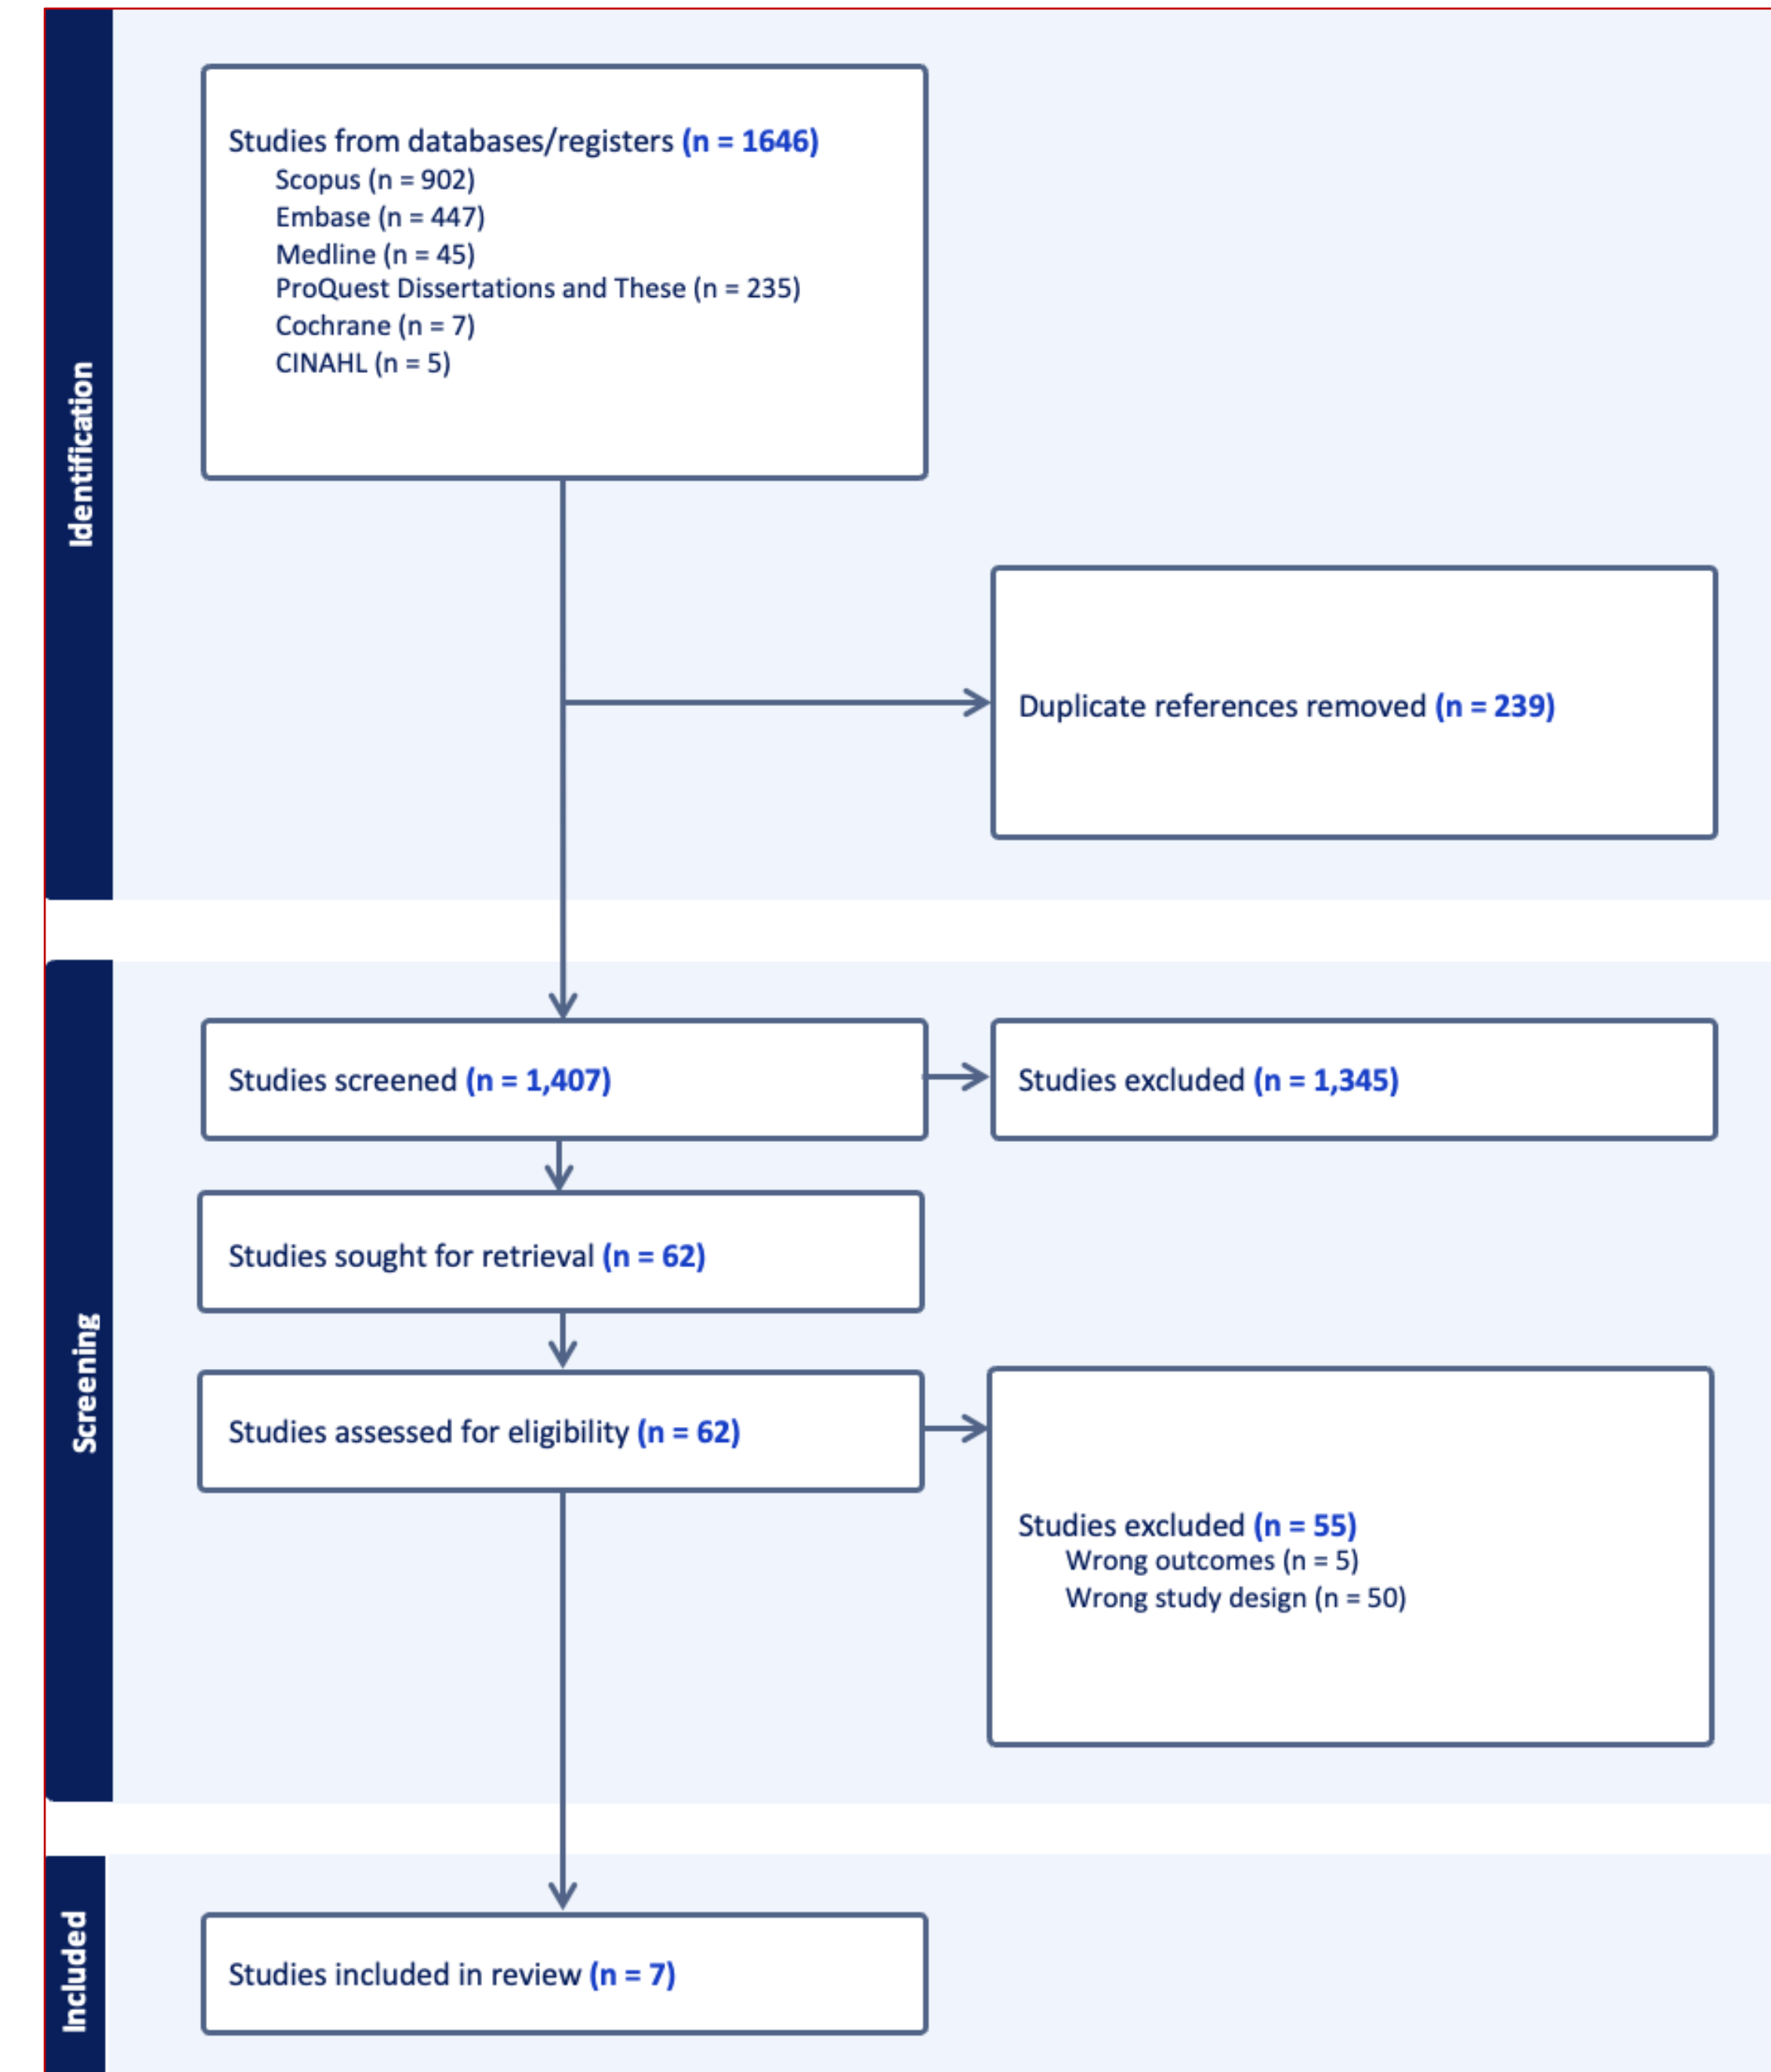 Identification
Studies from databases/registers (n = 1646)
Scopus (n = 902)
Embase (n = 447)
Medline (n = 45)
ProQuest Dissertations and These (n = 235)
Cochrane (n = 7)
CINAHL (n = 5)
Duplicate references removed (n = 239)
Screening
Studies screened (n = 1,407)
Studies excluded (n = 1,345)
Studies sought for retrieval (n = 62)
Studies assessed for eligibility (n = 62)
Studies excluded (n = 55)
Wrong outcomes (n = 5)
Wrong study design (n = 50)
Included
Studies included in review (n = 7)